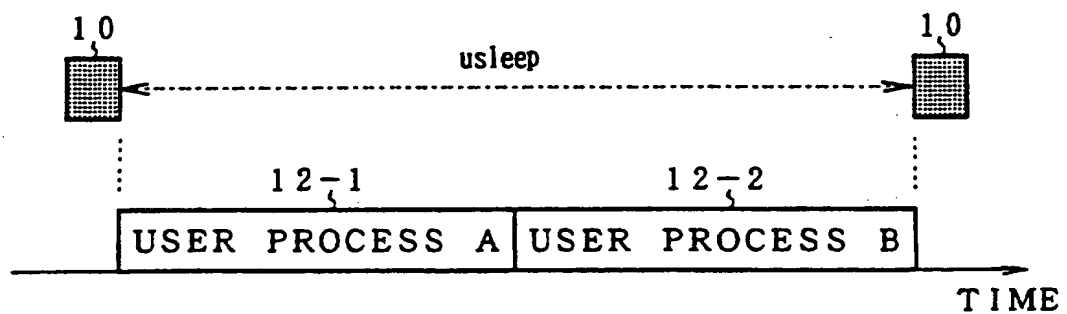 10 10
usleep
12-1 12-2
USER PROCESS A USER PROCESS B
TIME